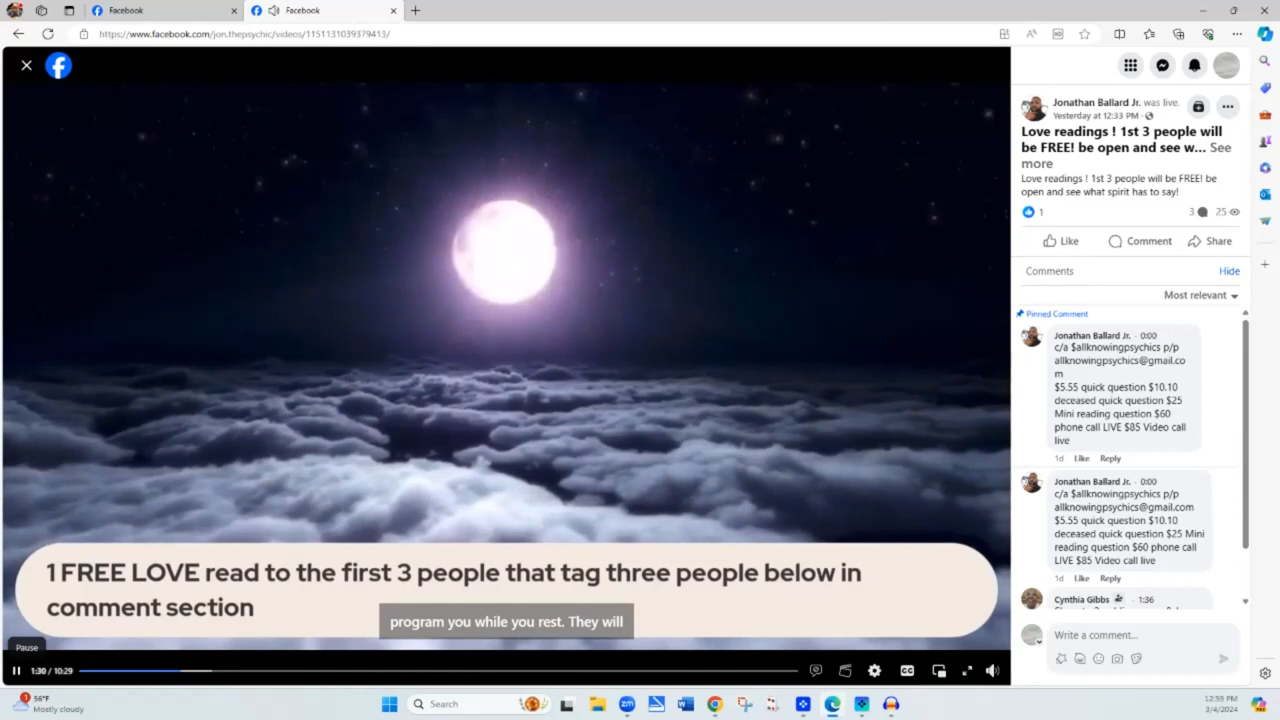 Facebook
Facebook
https://www.facebook.com/jon.thepsychic/videos/1151131039379413/
Jonathan Ballard Jr. was live.
Yesterday at 12:33 PM ·
Love readings ! 1st 3 people will
be FREE! be open and see w... See
more
Love readings ! 1st 3 people will be FREE! be
open and see what spirit has to say!
1
3
25
Like
Comment
Share
Comments
Hide
Most relevant
Pinned Comment
Jonathan Ballard Jr. · 0:00
c/a $allknowingpsychics p/p
allknowingpsychics@gmail.co
m
$5.55 quick question $10.10
deceased quick question $25
Mini reading question $60
phone call LIVE $85 Video call
live
1d Like Reply
Jonathan Ballard Jr. · 0:00
c/a $allknowingpsychics p/p
allknowingpsychics@gmail.com
$5.55 quick question $10.10
deceased quick question $25 Mini
reading question $60 phone call
LIVE $85 Video call live
1d Like Reply
Cynthia Gibbs · 1:36
Write a comment...
1 FREE LOVE read to the first 3 people that tag three people below in
comment section
program you while you rest. They will
Pause
1:30 / 10:29
CC
1
56°F
Mostly cloudy
Search
zm
12:59 PM
3/4/2024